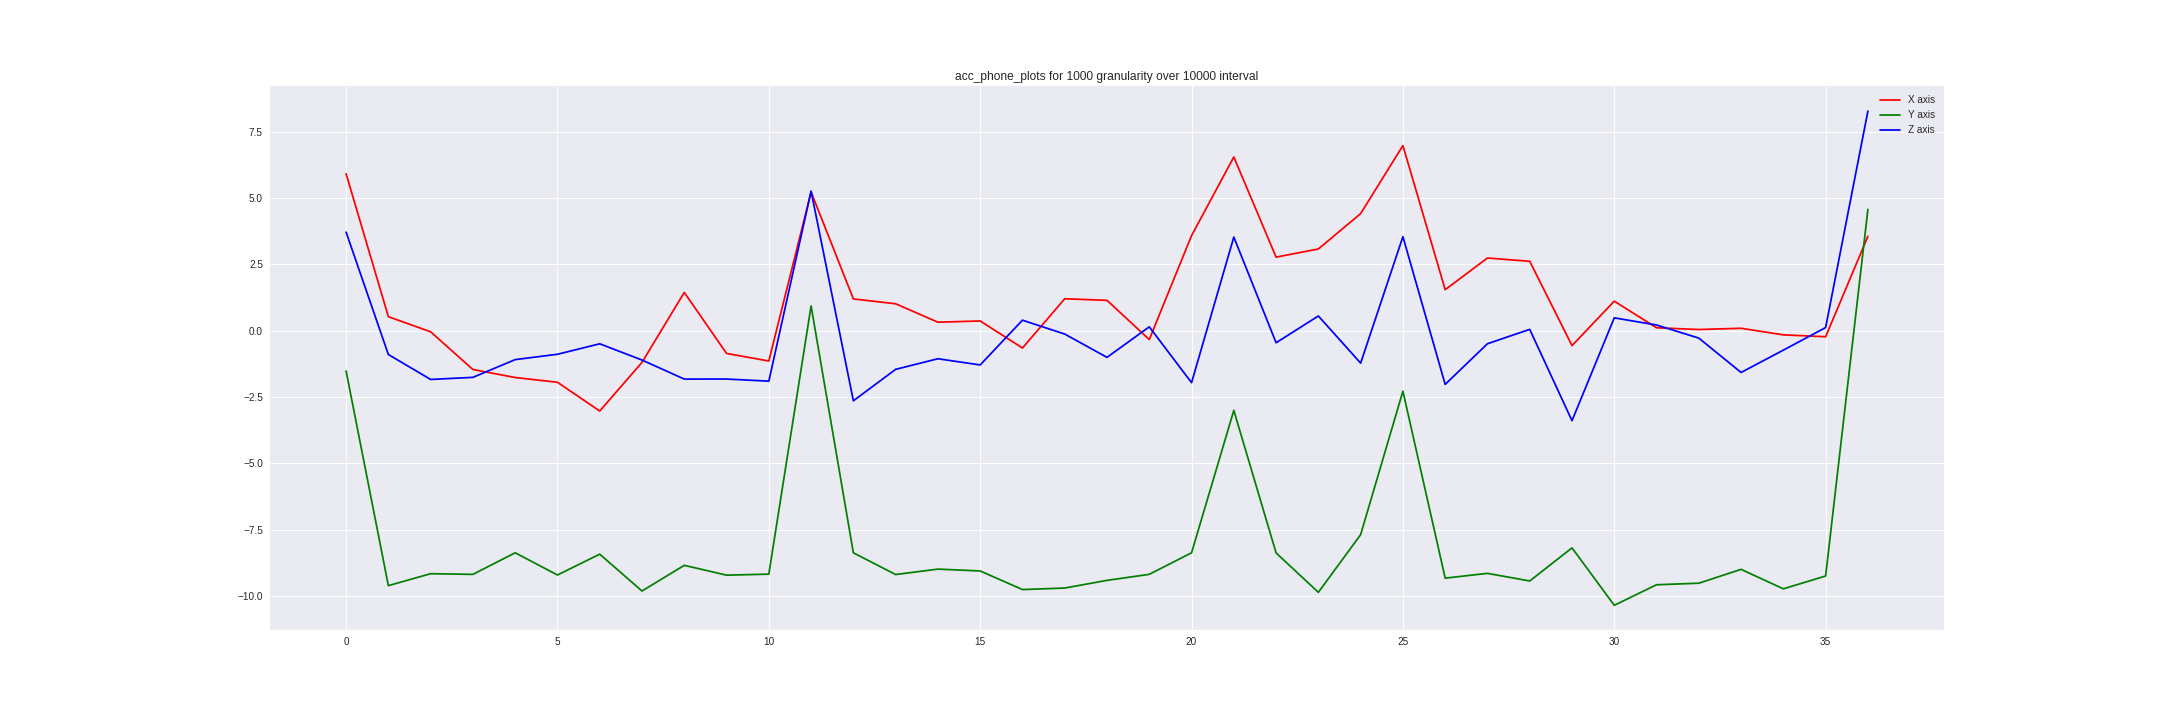 acc_phone_plots for 1000 granularity over 10000 interval
X axis
Y axis
Z axis
7.5
5.0
2.5
0.0
−2.5
−5.0
−7.5
−10.0
0 5 10 15 20 25 30 35